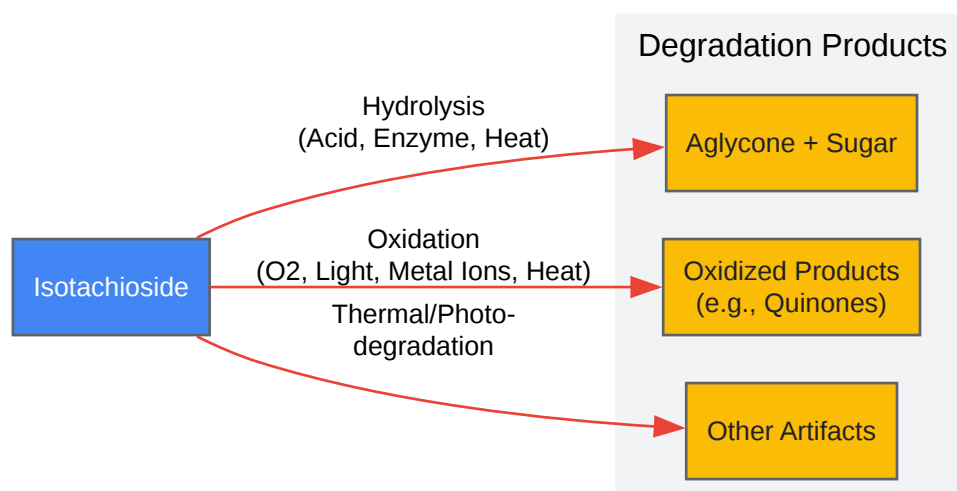 Degradation Products
Hydrolysis
(Acid, Enzyme, Heat)
Aglycone + Sugar
Isotachioside
Oxidation
(O2, Light, Metal Ions, Heat)
Oxidized Products
(e.g., Quinones)
Thermal/Photo-
degradation
Other Artifacts